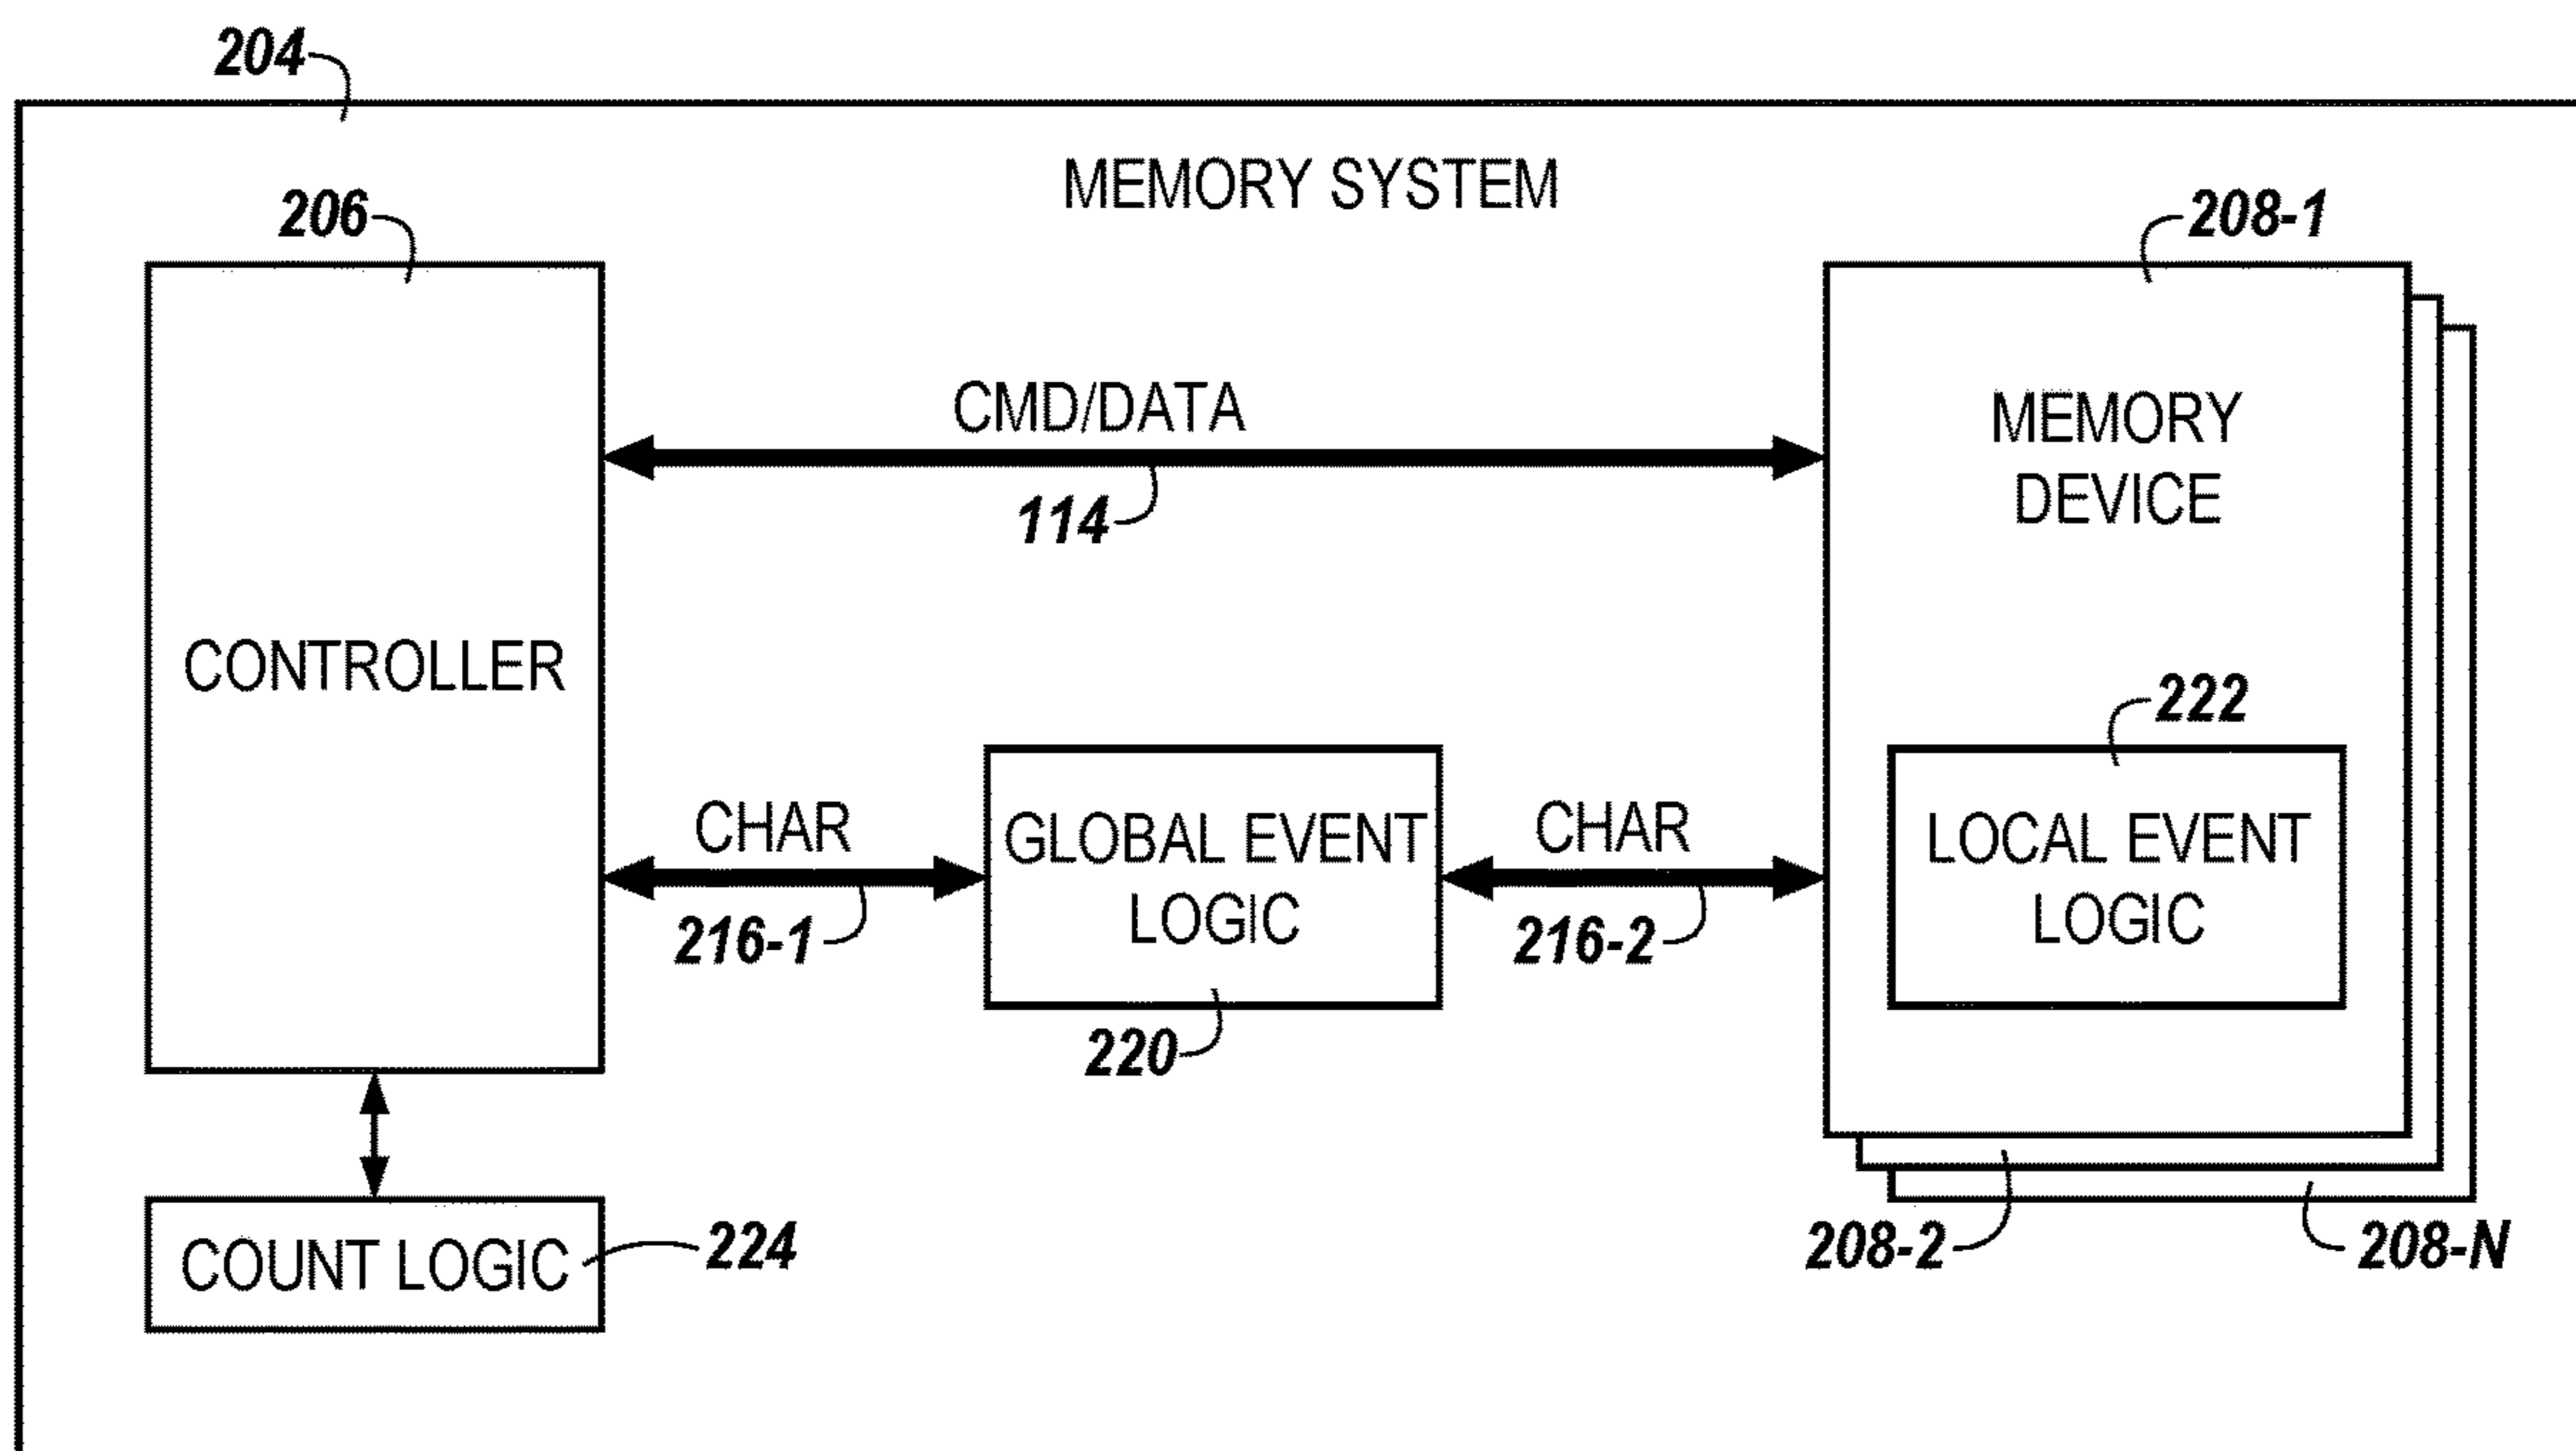 204
MEMORY SYSTEM
206
208-1
CMD/DATA
114
MEMORY
DEVICE
CONTROLLER
222
CHAR
216-1
GLOBAL EVENT
LOGIC
220
CHAR
216-2
LOCAL EVENT
LOGIC
COUNT LOGIC
224
208-2
208-N